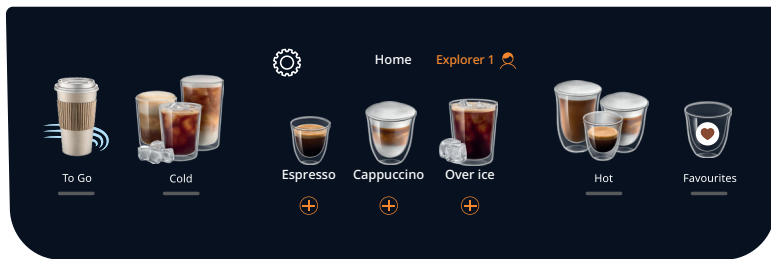 Home
Explorer 1
Espresso
Cappuccino
Over ice
To Go
Cold
Hot
Favourites